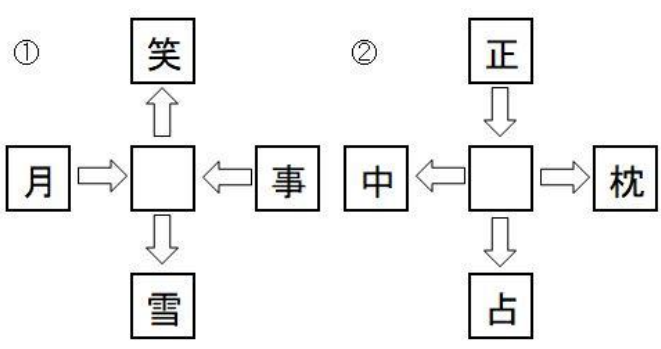 ① 笑 ② 正
月 事 中 枕
雪 占